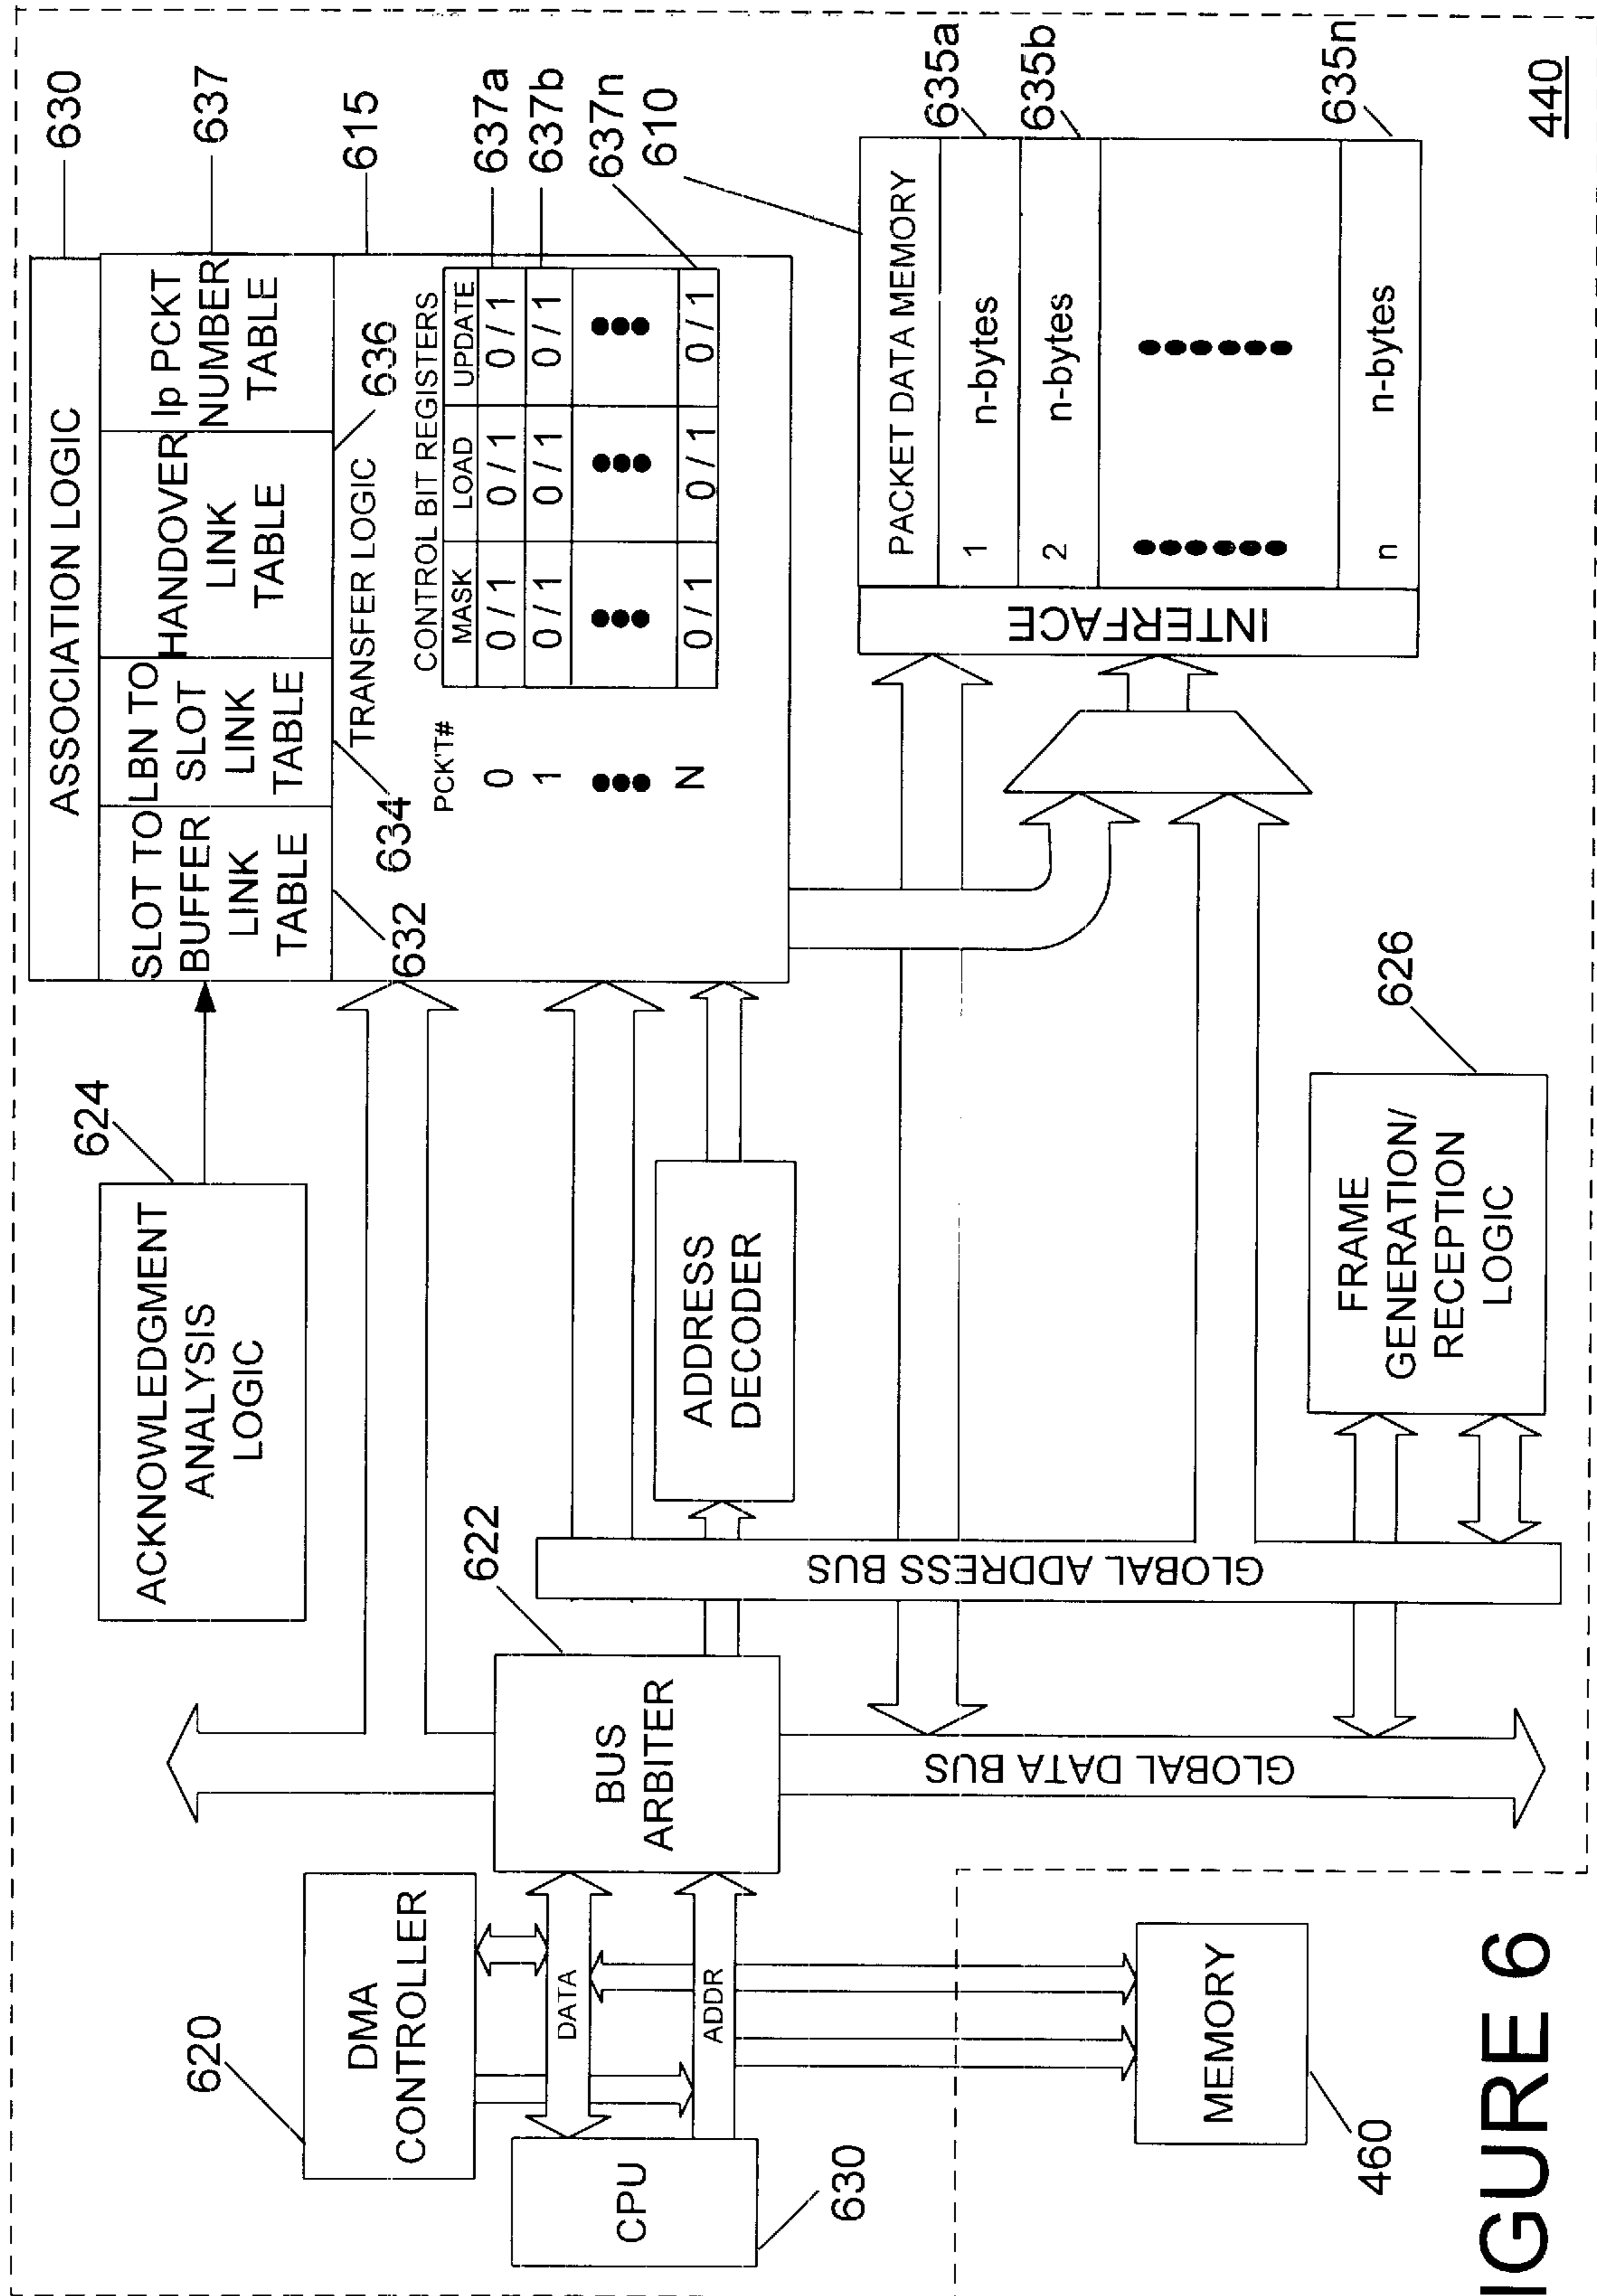 630
637
615
637a
637b
637n
610
635a
635b
635n
440
ASSOCIATION LOGIC
SLOT TO
BUFFER
LINK
TABLE
LBN TO
SLOT
LINK
TABLE
HANDOVER
LINK
TABLE
Ip PCKT
NUMBER
TABLE
632
634
636
TRANSFER LOGIC
CONTROL BIT REGISTERS
PCK'T#
MASK
LOAD
UPDATE
0
0 / 1
0 / 1
0 / 1
1
0 / 1
0 / 1
0 / 1
N
0 / 1
0 / 1
0 / 1
PACKET DATA MEMORY
1
n-bytes
2
n-bytes
n
n-bytes
INTERFACE
624
ACKNOWLEDGMENT
ANALYSIS
LOGIC
ADDRESS
DECODER
626
FRAME
GENERATION/
RECEPTION
LOGIC
622
BUS
ARBITER
GLOBAL ADDRESS BUS
GLOBAL DATA BUS
620
DMA
CONTROLLER
DATA
ADDR
CPU
630
MEMORY
460
IGURE 6